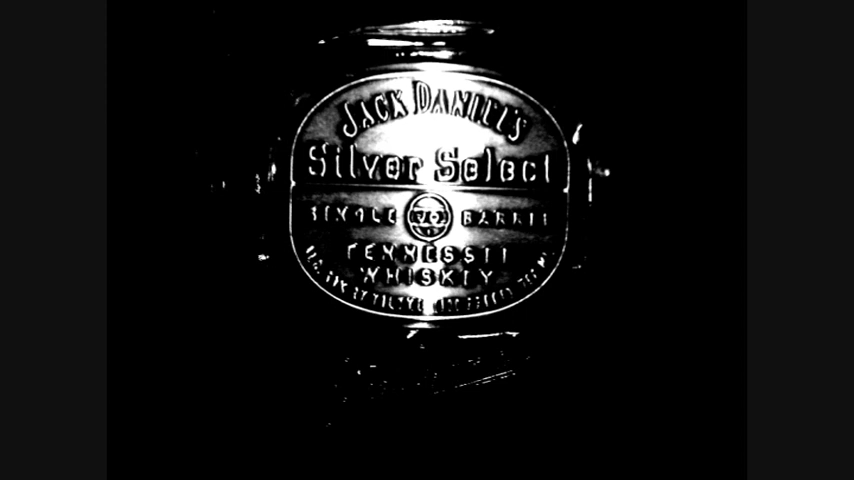 JACK DANIEL'S
Silver Select
SINGLE BARREL
TENNESSEE
WHISKEY